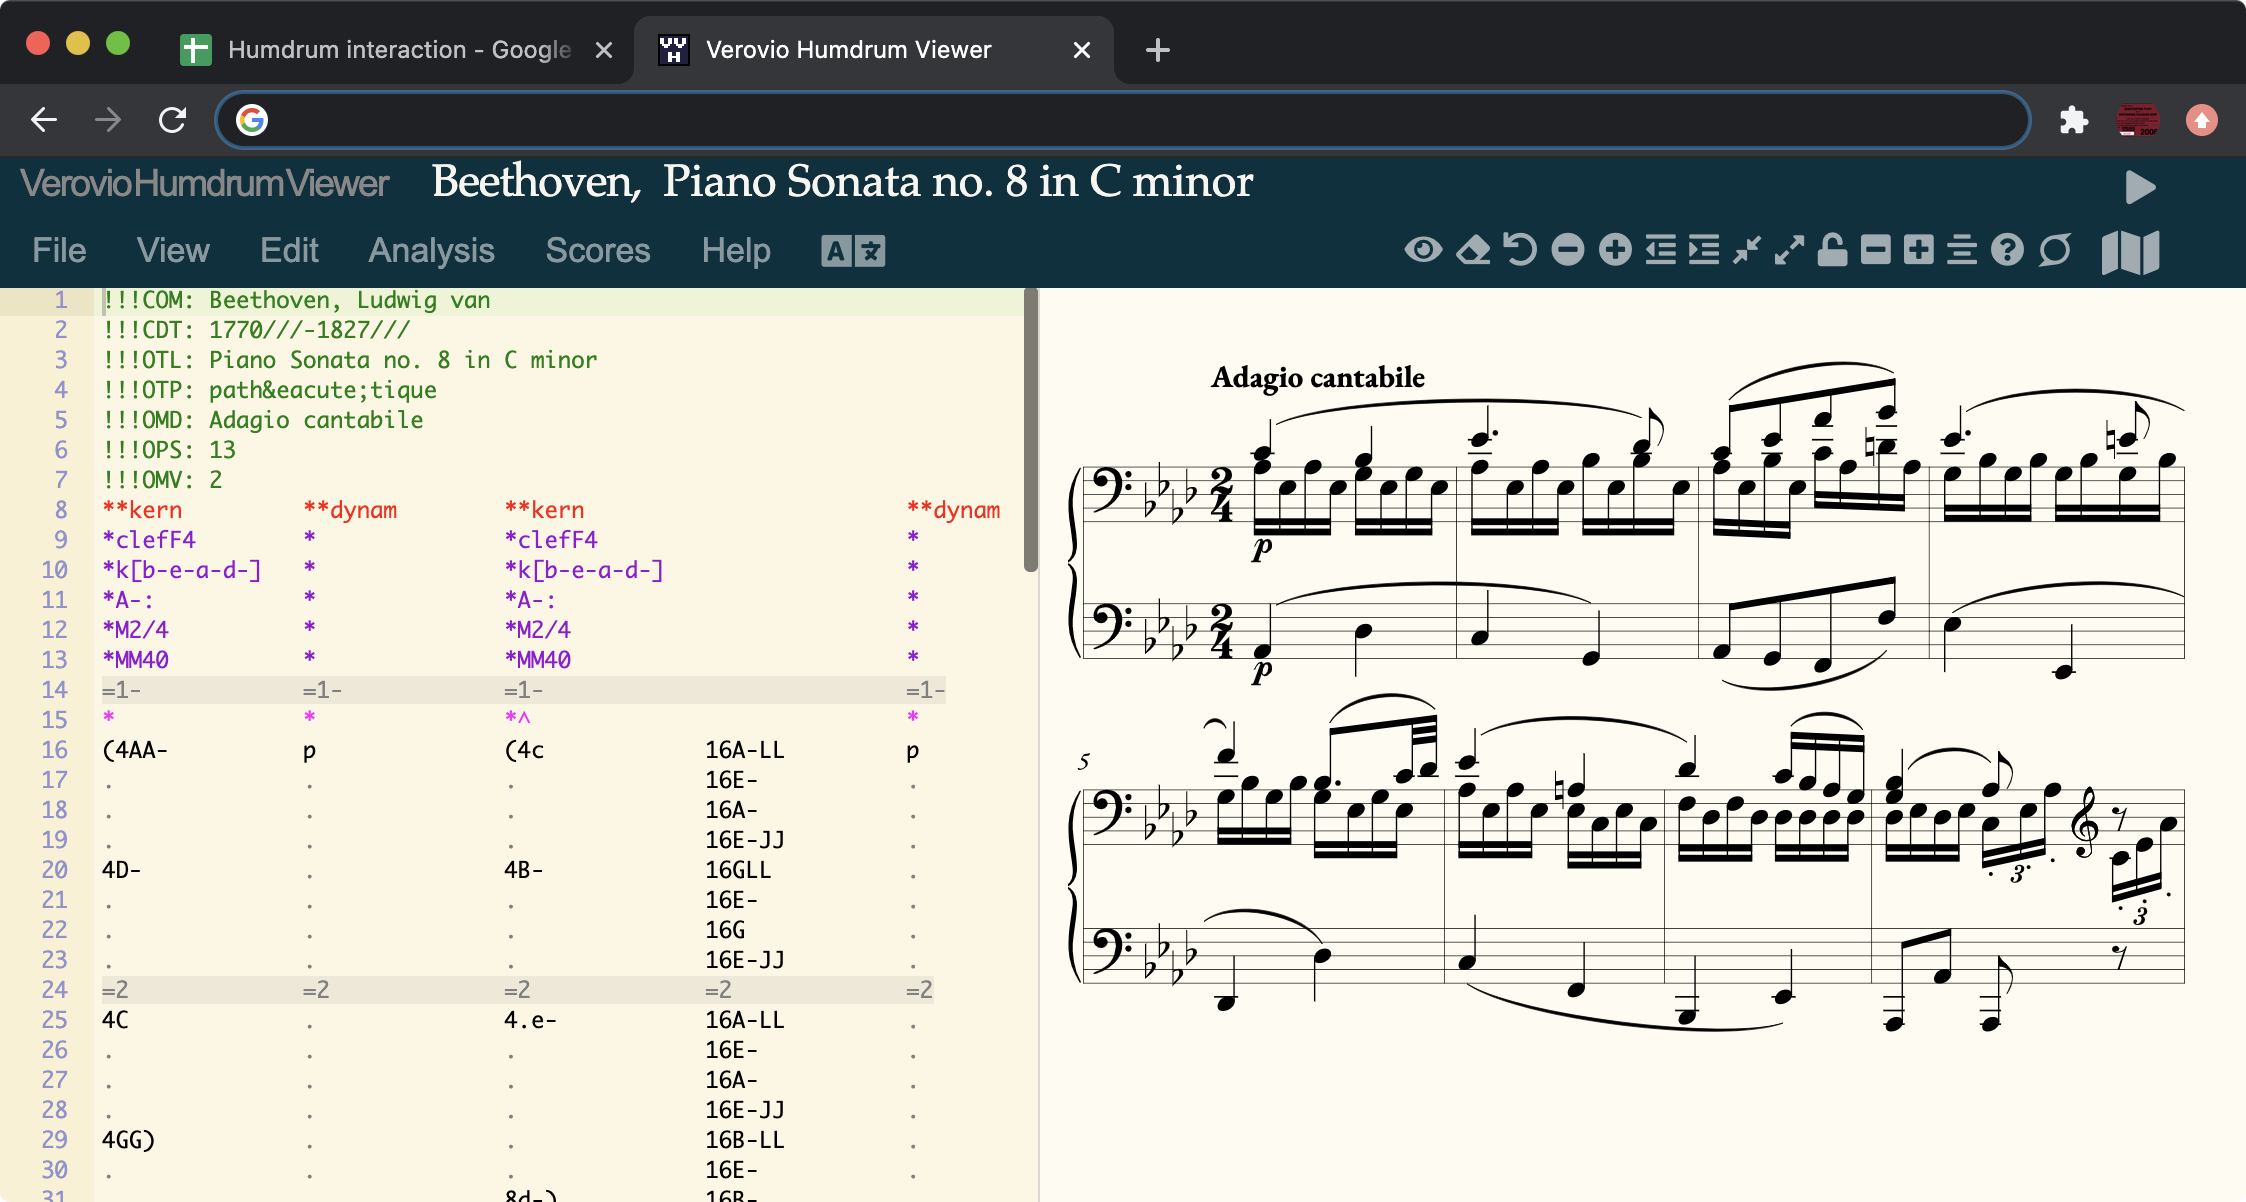 Humdrum interaction - Google
Verovio Humdrum Viewer
VerovioHumdrumViewer
Beethoven, Piano Sonata no. 8 in C minor
File View Edit Analysis Scores Help
1 !!!COM: Beethoven, Ludwig van
2 !!!CDT: 1770///-1827///
3 !!!OTL: Piano Sonata no. 8 in C minor
4 !!!OTP: path&eacute;tique
5 !!!OMD: Adagio cantabile
6 !!!OPS: 13
7 !!!OMV: 2
8 **kern **dynam **kern **dynam
9 *clefF4 * *clefF4 *
10 *k[b-e-a-d-] * *k[b-e-a-d-] *
11 *A-: * *A-: *
12 *M2/4 * *M2/4 *
13 *MM40 * *MM40 *
14 =1- =1- =1- =1-
15 * * *^ *
16 (4AA- p (4c 16A-LL p
17 . . . 16E- .
18 . . . 16A- .
19 . . . 16E-JJ .
20 4D- . 4B- 16GLL .
21 . . . 16E- .
22 . . . 16G .
23 . . . 16E-JJ .
24 =2 =2 =2 =2 =2
25 4C . 4.e- 16A-LL .
26 . . . 16E- .
27 . . . 16A- .
28 . . . 16E-JJ .
29 4GG) . . 16B-LL .
30 . . . 16E- .
31 8d-) 16B-
Adagio cantabile
2
4
p
2
4
p
5
3
3